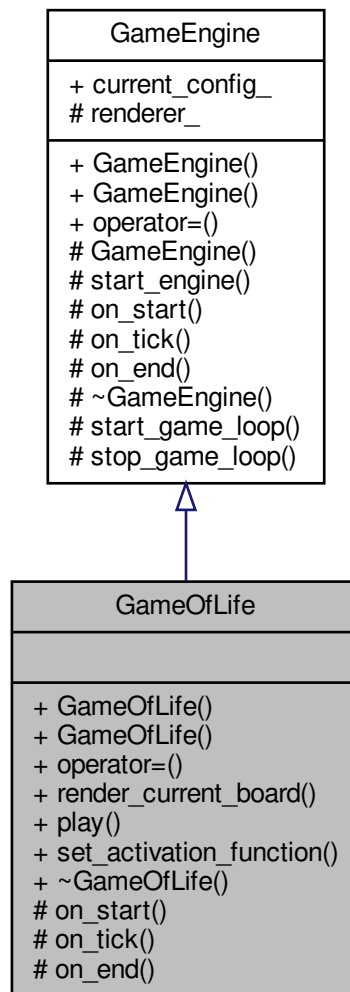 GameEngine
+ current_config_
# renderer_
+ GameEngine()
+ GameEngine()
+ operator=()
# GameEngine()
# start_engine()
# on_start()
# on_tick()
# on_end()
# ~GameEngine()
# start_game_loop()
# stop_game_loop()
GameOfLife
+ GameOfLife()
+ GameOfLife()
+ operator=()
+ render_current_board()
+ play()
+ set_activation_function()
+ ~GameOfLife()
# on_start()
# on_tick()
# on_end()